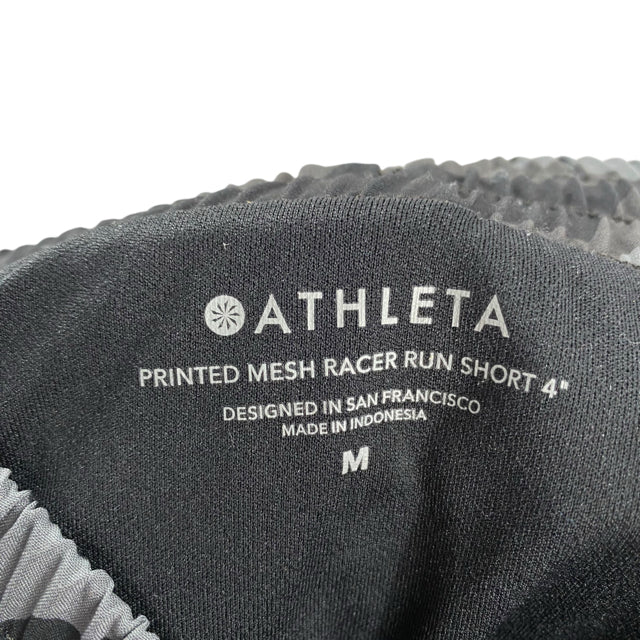 ATHLETA
PRINTED MESH RACER RUN SHORT 4"
DESIGNED IN SAN FRANCISCO
MADE IN INDONESIA
M